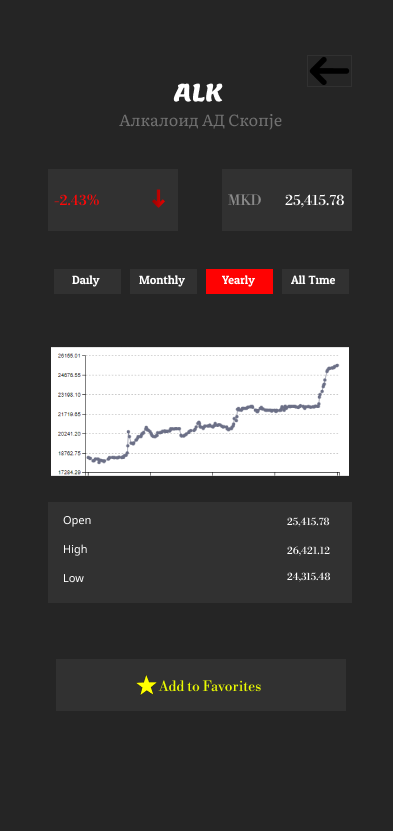 ALK
Алкалоид АД Скопје
-2.43%
MKD 25,415.78
Daily Monthly Yearly All Time
26165.01
24676.55
23198.10
21719.65
20241.20
18762.75
17284.29
Open 25,415.78
High 26,421.12
Low 24,315.48
Add to Favorites